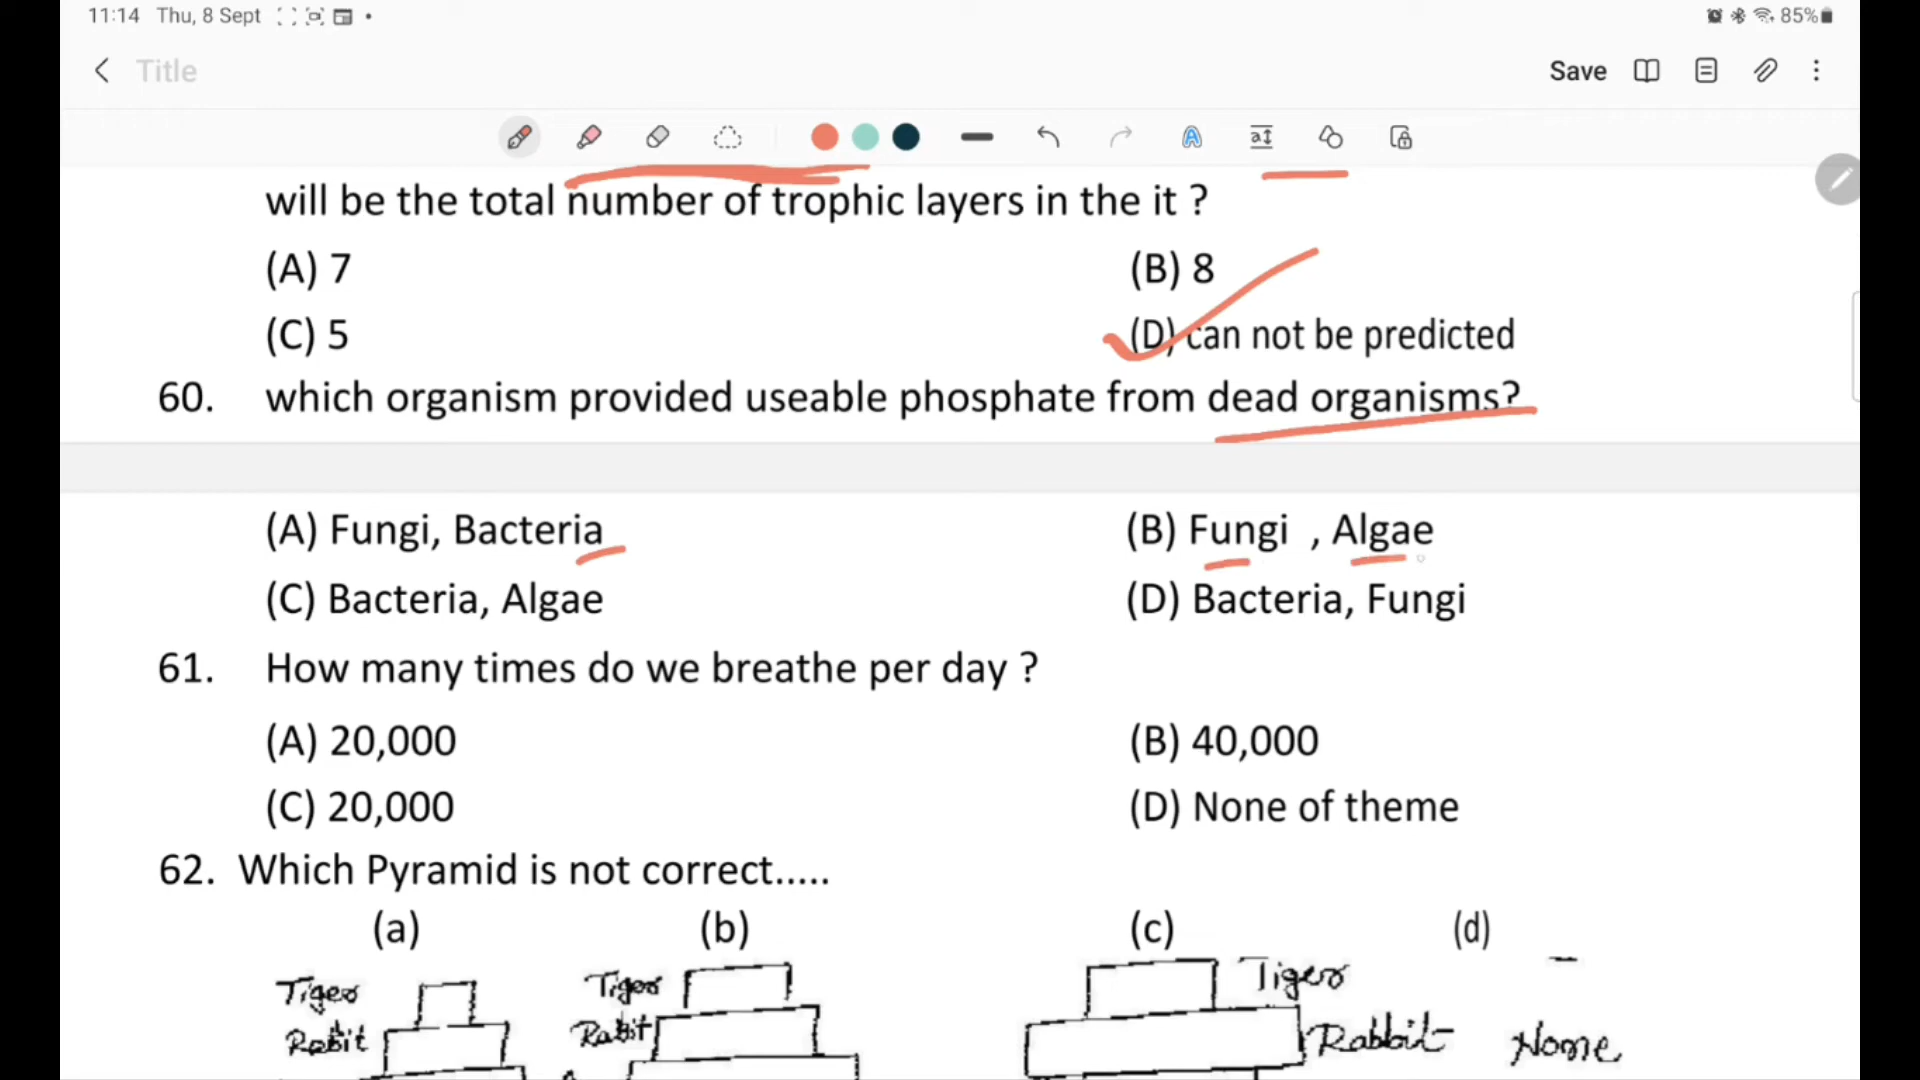 11:14 Thu, 8 Sept 85%
Title Save
will be the total number of trophic layers in the it ?
(A) 7 (B) 8
(C) 5 (D) can not be predicted
60. which organism provided useable phosphate from dead organisms?
(A) Fungi, Bacteria (B) Fungi , Algae
(C) Bacteria, Algae (D) Bacteria, Fungi
61. How many times do we breathe per day ?
(A) 20,000 (B) 40,000
(C) 20,000 (D) None of theme
62. Which Pyramid is not correct.....
(a) (b) (c) (d)
Tiger Tiger Tiger
Rabit Rabit Rabbit None